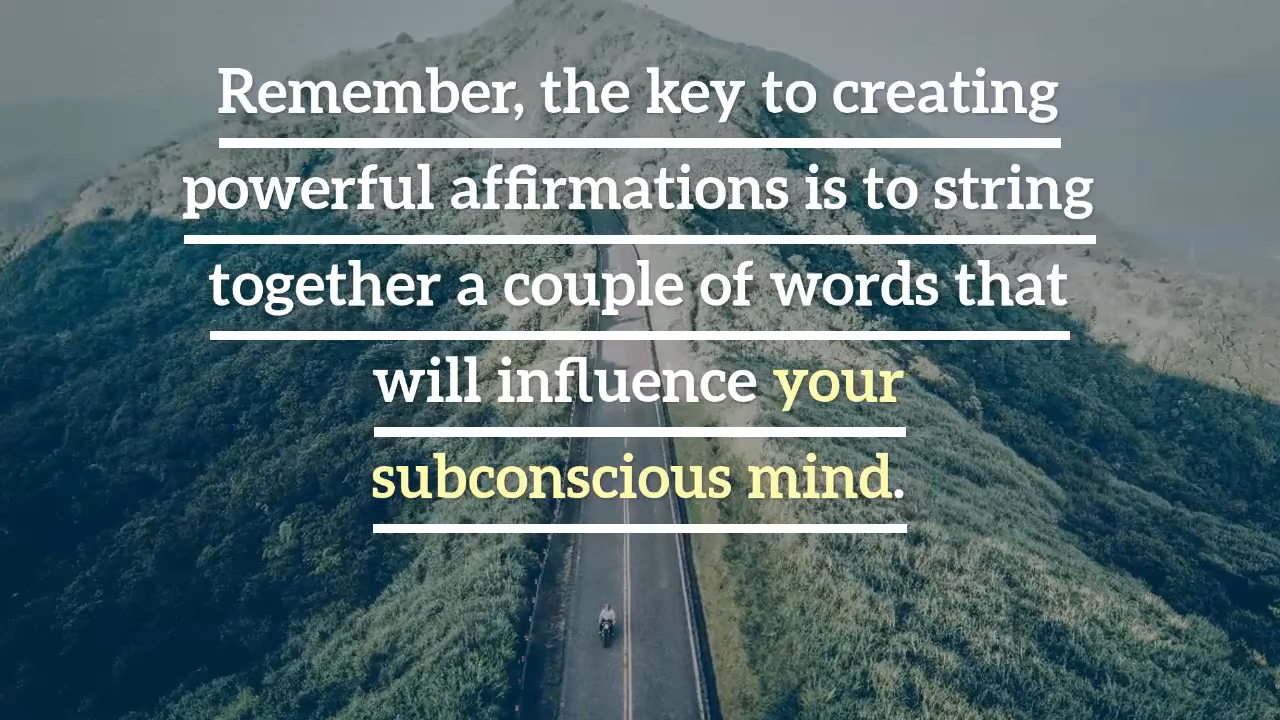 Remember, the key to creating
powerful affirmations is to string
together a couple of words that
will influence your
subconscious mind.